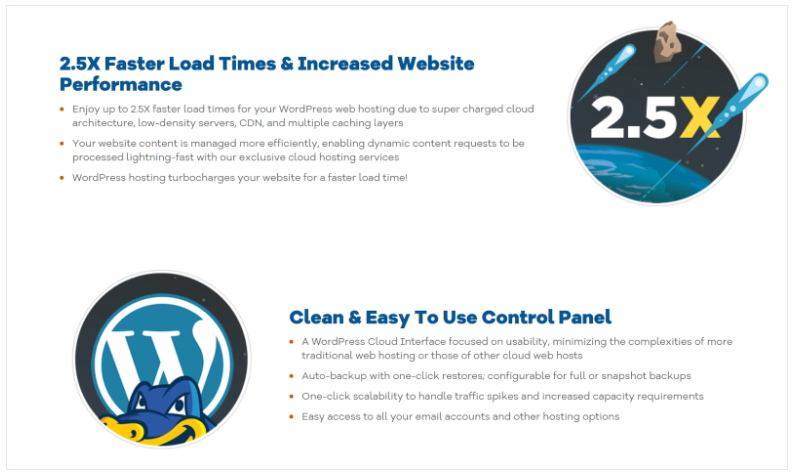 2.5X Faster Load Times & Increased Website
Performance
Enjoy up to 2.5X faster load times for your WordPress web hosting due to super charged cloud
architecture, low-density servers, CDN, and multiple caching layers
Your website content is managed more efficiently, enabling dynamic content requests to be
processed lightning-fast with our exclusive cloud hosting services
WordPress hosting turbocharges your website for a faster load time!
2.5X
W
Clean & Easy To Use Control Panel
A WordPress Cloud Interface focused on usability, minimizing the complexities of more
traditional web hosting or those of other cloud web hosts
Auto-backup with one-click restores; configurable for full or snapshot backups
One-click scalability to handle traffic spikes and increased capacity requirements
Easy access to all your email accounts and other hosting options